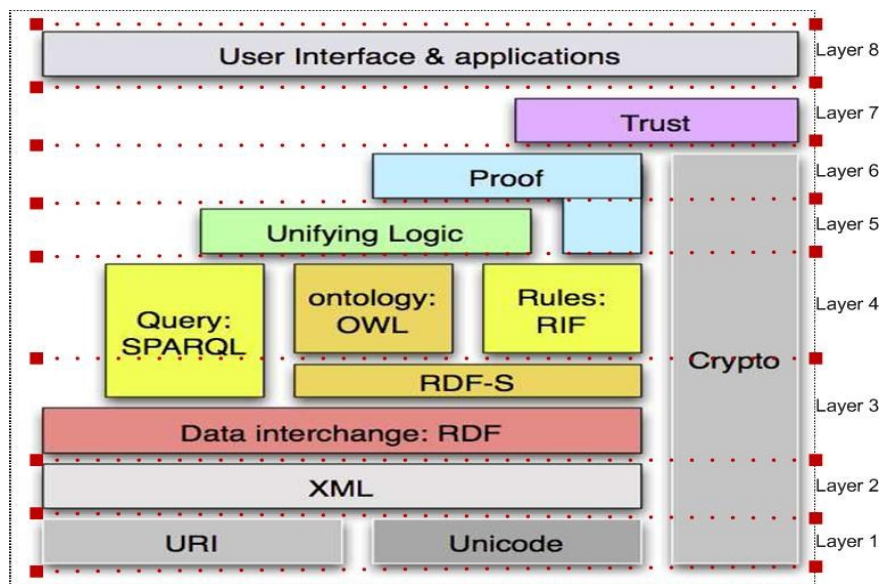 User Interface & applications
Layer 8
Trust
Layer 7
Proof
Layer 6
Unifying Logic
Layer 5
Query:
SPARQL
ontology:
OWL
Rules:
RIF
Layer 4
Crypto
RDF-S
Data interchange: RDF
Layer 3
XML
Layer 2
URI
Unicode
Layer 1